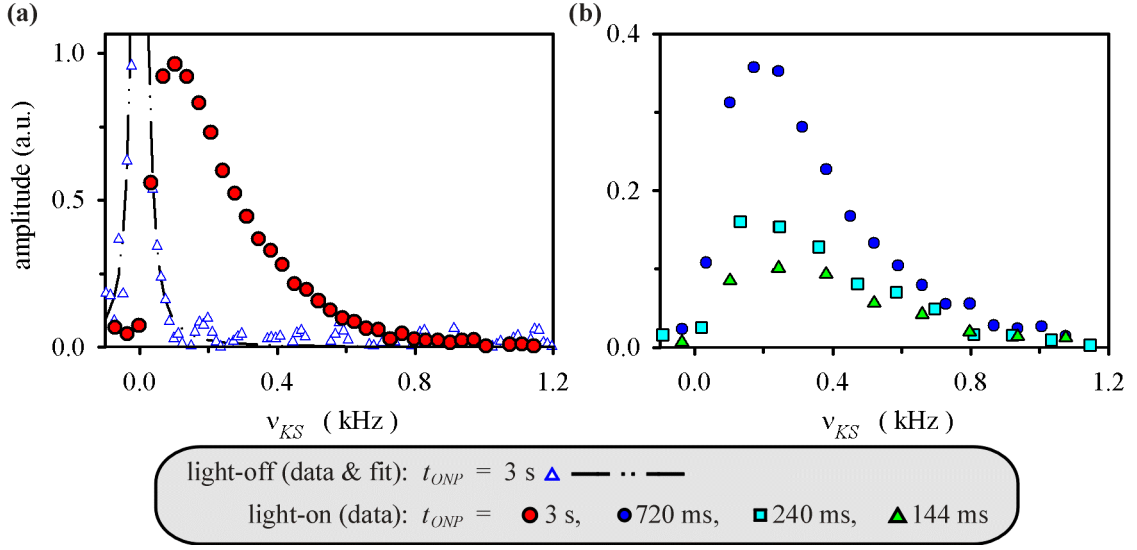 (a)
(b)
amplitude (a.u.)
1.0
0.5
0.0
0.0 0.4 0.8 1.2
ν_KS ( kHz )
0.4
0.2
0.0
0.0 0.4 0.8 1.2
ν_KS ( kHz )
light-off (data & fit): t_ONP = 3 s
light-on (data): t_ONP = 3 s, 720 ms, 240 ms, 144 ms